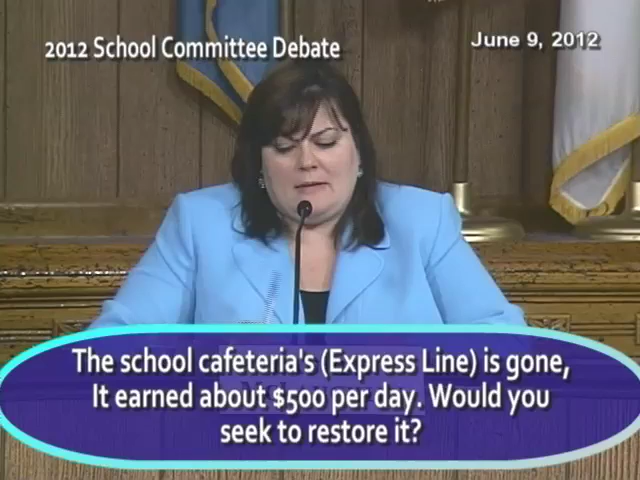 2012 School Committee Debate
June 9, 2012
The school cafeteria's (Express Line) is gone,
It earned about $500 per day. Would you
seek to restore it?